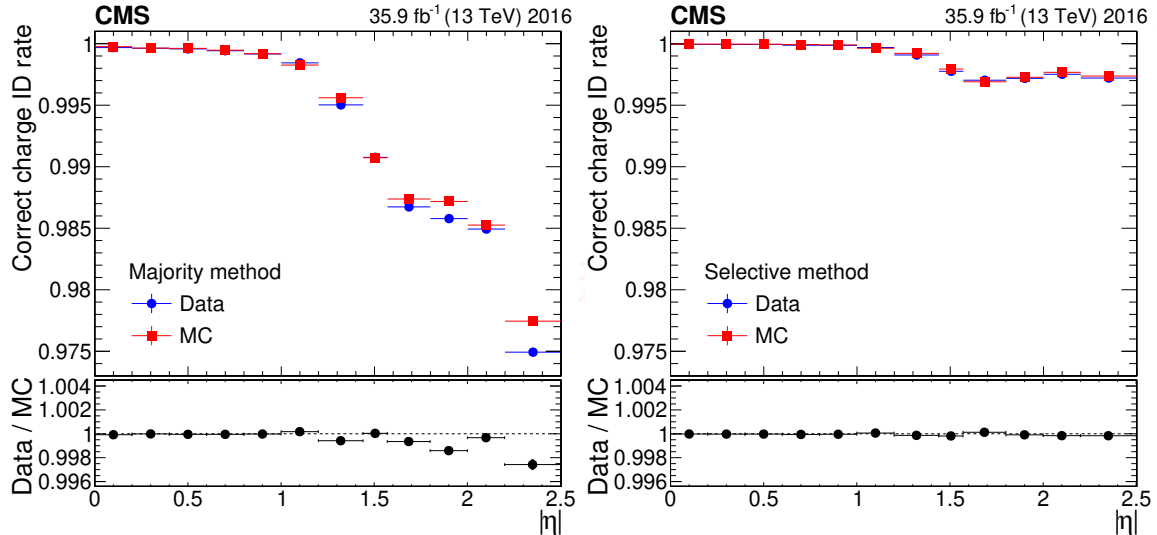 CMS
35.9 fb⁻¹ (13 TeV) 2016
Correct charge ID rate
1
0.995
0.99
0.985
0.98
0.975
Majority method
Data
MC
Data / MC
1.004
1.002
1
0.998
0.996
0 0.5 1 1.5 2 2.5
|η|
CMS
35.9 fb⁻¹ (13 TeV) 2016
Correct charge ID rate
1
0.995
0.99
0.985
0.98
0.975
Selective method
Data
MC
Data / MC
1.004
1.002
1
0.998
0.996
0 0.5 1 1.5 2 2.5
|η|